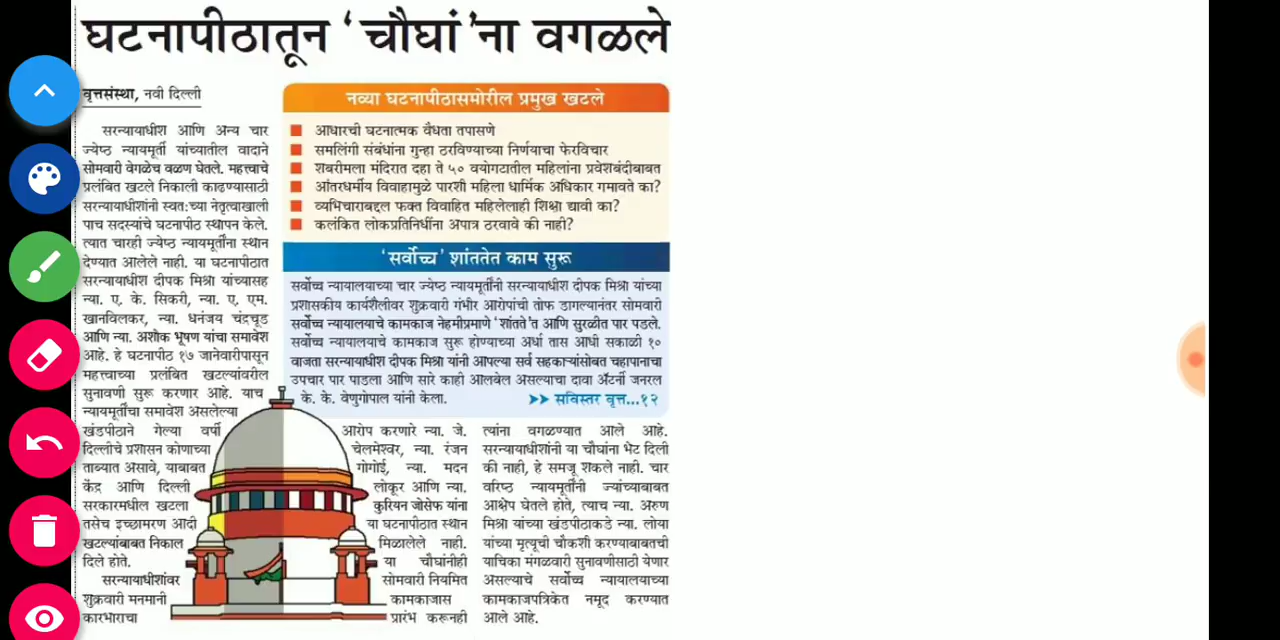 घटनापीठातून ‘चौघां’ना वगळले
वृत्तसंस्था, नवी दिल्ली
सरन्यायाधीश आणि अन्य चार
ज्येष्ठ न्यायमूर्ती यांच्यातील वादाने
सोमवारी वेगळेच वळण घेतले. महत्त्वाचे
प्रलंबित खटले निकाली काढण्यासाठी
सरन्यायाधीशांनी स्वतःच्या नेतृत्वाखाली
पाच सदस्यांचे घटनापीठ स्थापन केले.
त्यात चारही ज्येष्ठ न्यायमूर्तींना स्थान
देण्यात आलेले नाही. या घटनापीठात
सरन्यायाधीश दीपक मिश्रा यांच्यासह
न्या. ए. के. सिकरी, न्या. ए. एम.
खानविलकर, न्या. धनंजय चंद्रचूड
आणि न्या. अशोक भूषण यांचा समावेश
आहे. हे घटनापीठ १७ जानेवारीपासून
महत्त्वाच्या प्रलंबित खटल्यांवरील
सुनावणी सुरू करणार आहे. याच
न्यायमूर्तींचा समावेश असलेल्या
खंडपीठाने गेल्या वर्षी
दिल्लीचे प्रशासन कोणाच्या
ताब्यात असावे, याबाबत
केंद्र आणि दिल्ली
सरकारमधील खटला
तसेच इच्छामरण आदी
खटल्यांबाबत निकाल
दिले होते.
सरन्यायाधीशांवर
शुक्रवारी मनमानी
कारभाराचा
नव्या घटनापीठासमोरील प्रमुख खटले
आधारची घटनात्मक वैधता तपासणे
समलिंगी संबंधांना गुन्हा ठरविण्याच्या निर्णयाचा फेरविचार
शबरीमला मंदिरात दहा ते ५० वयोगटातील महिलांना प्रवेशबंदीबाबत
आंतरधर्मीय विवाहामुळे पारशी महिला धार्मिक अधिकार गमावते का?
व्यभिचाराबद्दल फक्त विवाहित महिलेलाही शिक्षा द्यावी का?
कलंकित लोकप्रतिनिधींना अपात्र ठरवावे की नाही?
‘सर्वोच्च’ शांततेत काम सुरू
सर्वोच्च न्यायालयाच्या चार ज्येष्ठ न्यायमूर्तींनी सरन्यायाधीश दीपक मिश्रा यांच्या
प्रशासकीय कार्यशैलीवर शुक्रवारी गंभीर आरोपांची तोफ डागल्यानंतर सोमवारी
सर्वोच्च न्यायालयाचे कामकाज नेहमीप्रमाणे ‘शांतते’त आणि सुरळीत पार पडले.
सर्वोच्च न्यायालयाचे कामकाज सुरू होण्याच्या अर्धा तास आधी सकाळी १०
वाजता सरन्यायाधीश दीपक मिश्रा यांनी आपल्या सर्व सहकाऱ्यांसोबत चहापानाचा
उपचार पार पाडला आणि सारे काही आलबेल असल्याचा दावा अॅटर्नी जनरल
के. के. वेणुगोपाल यांनी केला.
सविस्तर वृत्त...१२
आरोप करणारे न्या. जे.
चेलमेश्वर, न्या. रंजन
गोगोई, न्या. मदन
लोकूर आणि न्या.
कुरियन जोसेफ यांना
या घटनापीठात स्थान
मिळालेले नाही.
या चौघांनीही
सोमवारी नियमित
कामकाजास
प्रारंभ करूनही
त्यांना वगळण्यात आले आहे.
सरन्यायाधीशांनी या चौघांना भेट दिली
की नाही, हे समजू शकले नाही. चार
वरिष्ठ न्यायमूर्तींनी ज्यांच्याबाबत
आक्षेप घेतले होते, त्याच न्या. अरुण
मिश्रा यांच्या खंडपीठाकडे न्या. लोया
यांच्या मृत्यूची चौकशी करण्याबाबतची
याचिका मंगळवारी सुनावणीसाठी येणार
असल्याचे सर्वोच्च न्यायालयाच्या
कामकाजपत्रिकेत नमूद करण्यात
आले आहे.